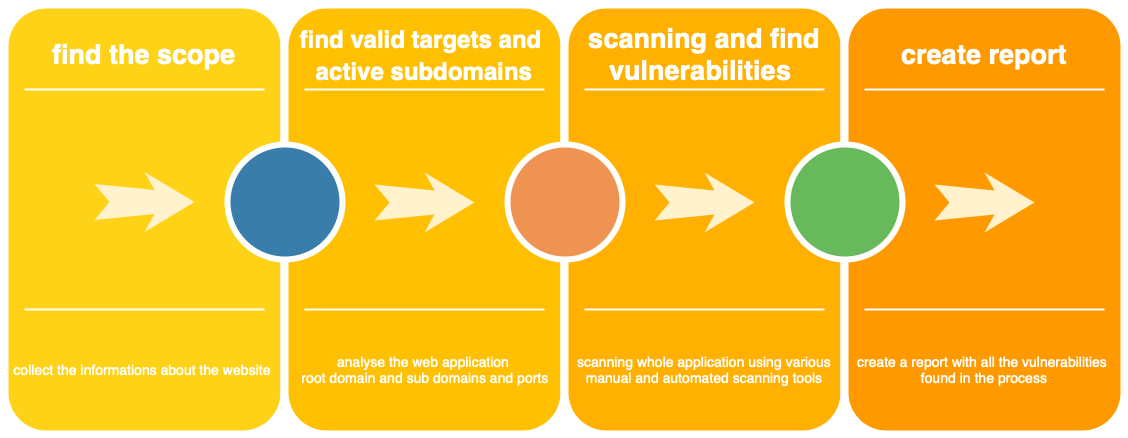 find the scope
collect the informations about the website
find valid targets and
active subdomains
analyse the web application
root domain and sub domains and ports
scanning and find
vulnerabilities
scanning whole application using various
manual and automated scanning tools
create report
create a report with all the vulnerabilities
found in the process